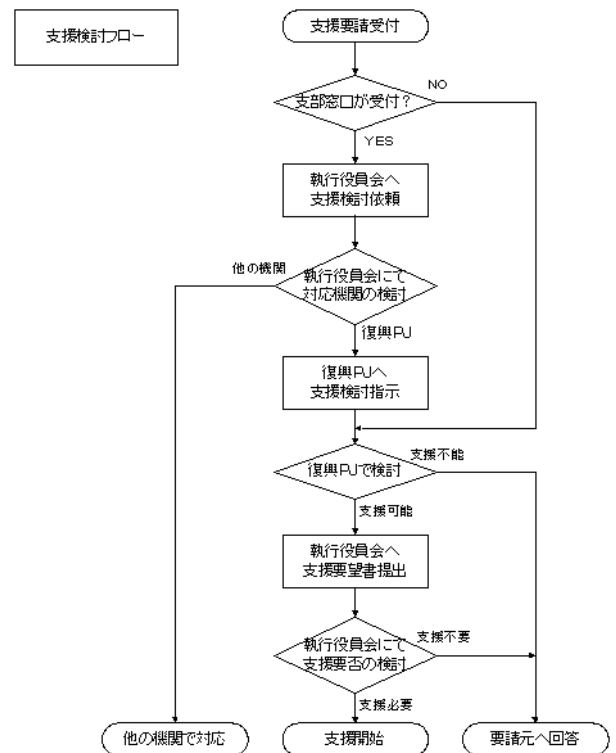 支援検討フロー
支援要請受付
支部窓口が受付？
NO
YES
執行役員会へ
支援検討依頼
他の機関
執行役員会にて
対応機関の検討
復興PJ
復興PJへ
支援検討指示
復興PJで検討
支援不能
支援可能
執行役員会へ
支援要望書提出
執行役員会にて
支援要否の検討
支援不要
支援必要
他の機関で対応
支援開始
要請元へ回答